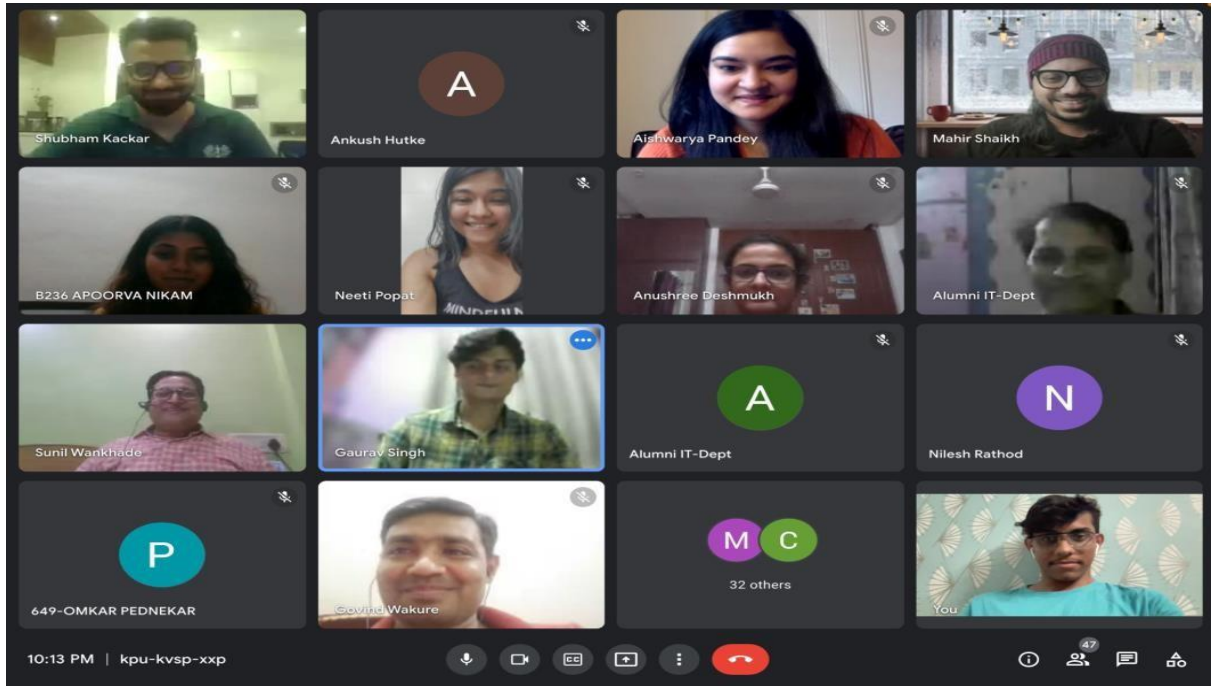 Shubham Kackar
A
Ankush Hutke
Aishwarya Pandey
Mahir Shaikh
B236 APOORVA NIKAM
Neeti Popat
MINDFUL
Anushree Deshmukh
Alumni IT-Dept
Sunil Wankhade
Gaurav Singh
A
Alumni IT-Dept
N
Nilesh Rathod
P
649-OMKAR PEDNEKAR
Govind Wakure
M C
32 others
You
10:13 PM | kpu-kvsp-xxp
CC
47